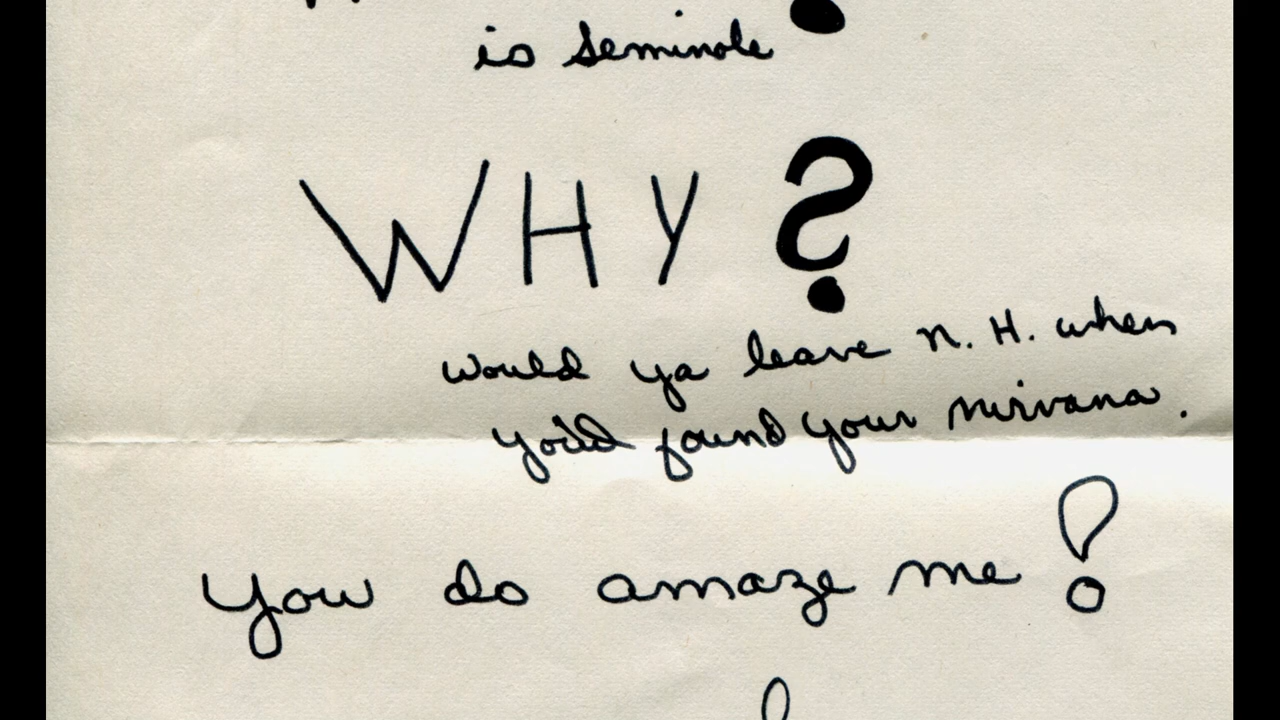 is Seminole
WHY?
would ya leave N. H. when
you'd found your nirvana.
You do amaze me!